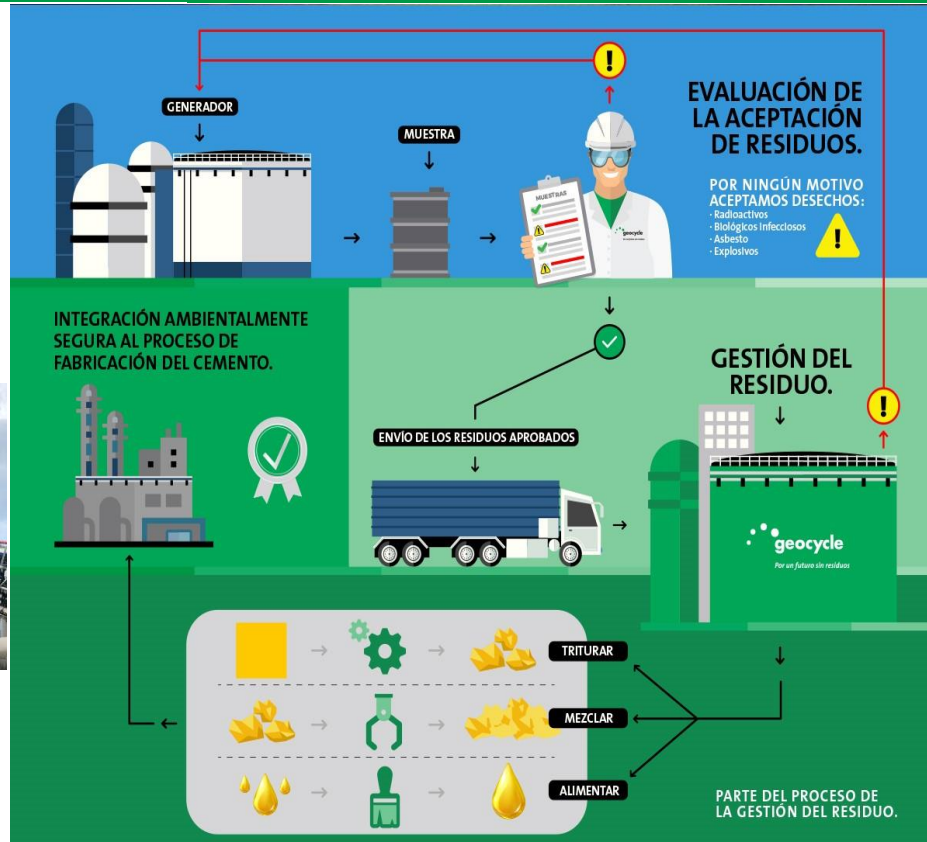 GENERADOR
MUESTRA
MUESTRAS
geocycle
EVALUACIÓN DE
LA ACEPTACIÓN
DE RESIDUOS.
POR NINGÚN MOTIVO
ACEPTAMOS DESECHOS:
· Radioactivos
· Biológicos Infecciosos
· Asbesto
· Explosivos
!
!
INTEGRACIÓN AMBIENTALMENTE
SEGURA AL PROCESO DE
FABRICACIÓN DEL CEMENTO.
ENVÍO DE LOS RESIDUOS APROBADOS
GESTIÓN DEL
RESIDUO.
!
geocycle
Por un futuro sin residuos
TRITURAR
MEZCLAR
ALIMENTAR
PARTE DEL PROCESO DE
LA GESTIÓN DEL RESIDUO.